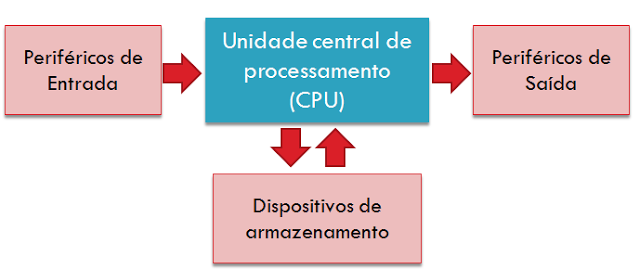 Periféricos de
Entrada
Unidade central de
processamento
(CPU)
Periféricos de
Saída
Dispositivos de
armazenamento